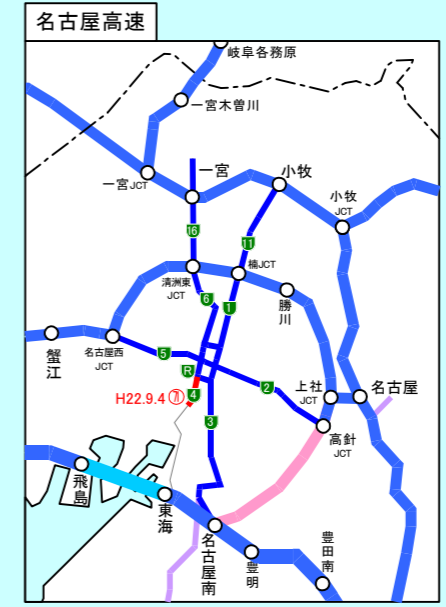 名古屋高速
岐阜各務原
一宮木曽川
一宮JCT
一宮
小牧
小牧
JCT
16
11
清洲東
JCT
楠JCT
勝川
6
1
蟹江
名古屋西
JCT
5
R
2
上社
JCT
名古屋
H22.9.4
4
3
高針
JCT
飛島
東海
名古屋南
豊明
豊田南